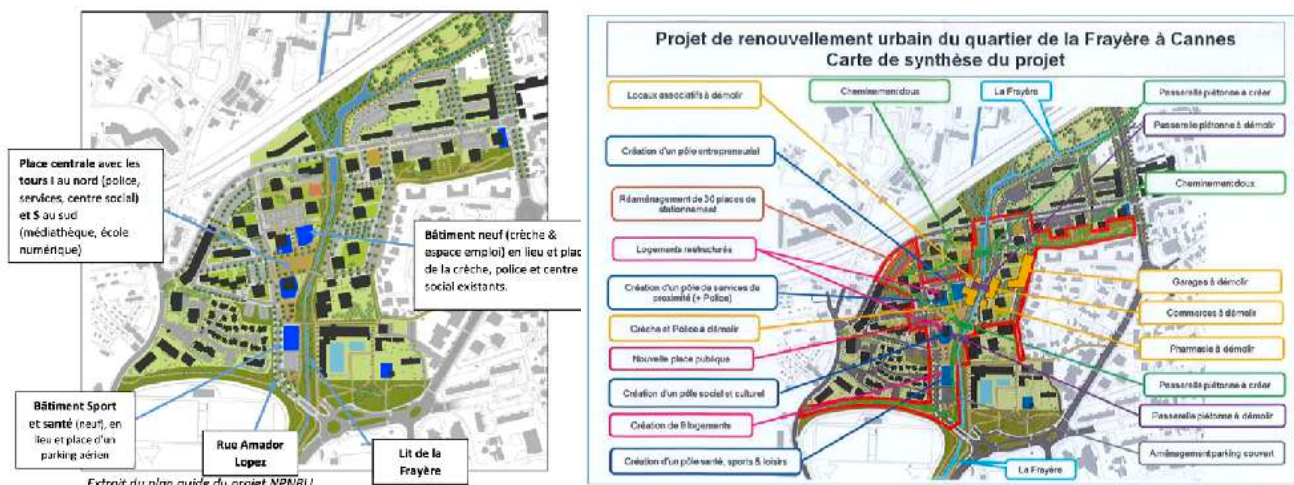 Place centrale avec les
tours I au nord (police,
services, centre social)
et S au sud
(médiathèque, école
numérique)
Bâtiment neuf (crèche &
espace emploi) en lieu et plac
de la crèche, police et centre
social existants.
Bâtiment Sport
et santé (neuf), en
lieu et place d'un
parking aérien
Rue Amador
Lopez
Lit de la
Frayère
Extrait du plan guide du projet NPNRU
Projet de renouvellement urbain du quartier de la Frayère à Cannes
Carte de synthèse du projet
Locaux associatifs à démolir
Cheminement doux
La Frayère
Passerelle piétonne à créer
Passerelle piétonne à démolir
Création d'un pôle entrepreneurial
Cheminement doux
Réaménagement de 30 places de
stationnement
Logements restructurés
Création d'un pôle de services de
proximité (+ Police)
Garages à démolir
Commerces à démolir
Crèche et Police à démolir
Pharmacie à démolir
Nouvelle place publique
Passerelle piétonne à créer
Création d'un pôle social et culturel
Passerelle piétonne à démolir
Création de 9 logements
Aménagement parking couvert
Création d'un pôle santé, sports & loisirs
La Frayère